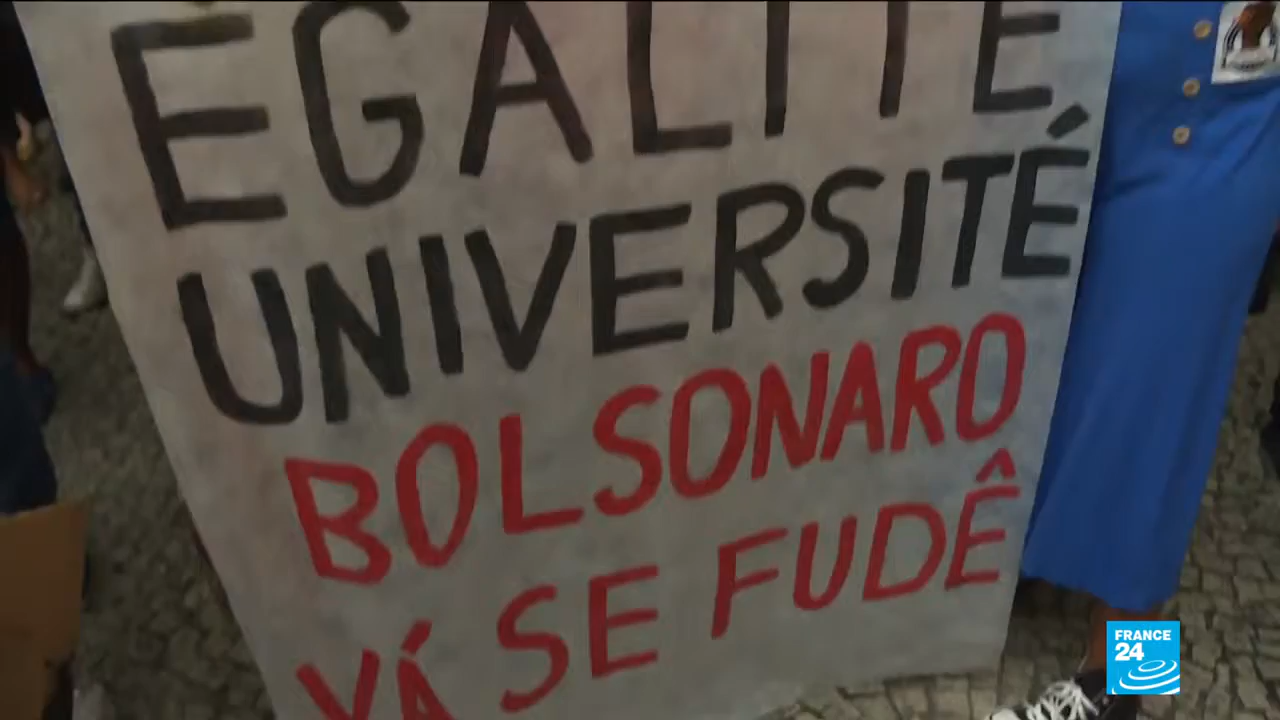 ÉGALITÉ
UNIVERSITÉ
BOLSONARO
VÁ SE FUDÊ
FRANCE
24